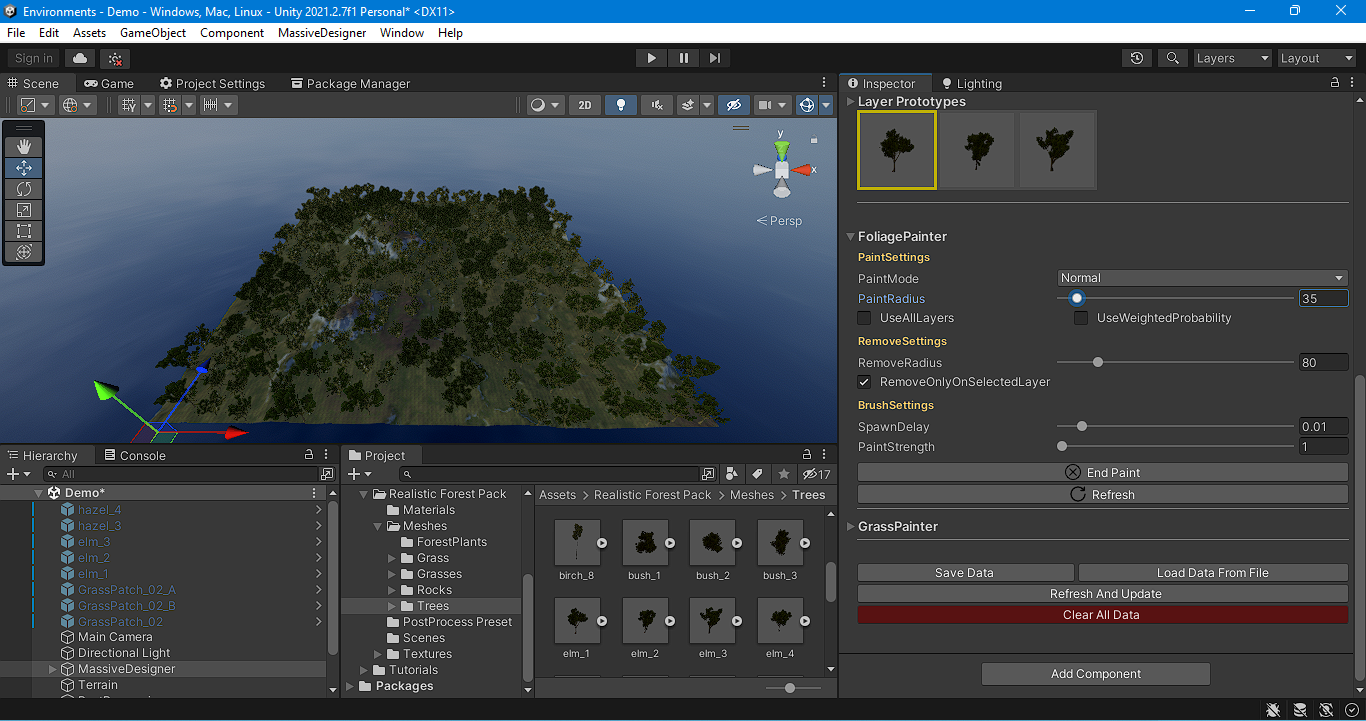 Environments - Demo - Windows, Mac, Linux - Unity 2021.2.7f1 Personal* <DX11>
File Edit Assets GameObject Component MassiveDesigner Window Help
Sign in
Layers
Layout
Scene
Game
Project Settings
Package Manager
2D
y
x
Persp
Inspector
Lighting
Layer Prototypes
FoliagePainter
PaintSettings
PaintMode Normal
PaintRadius 35
UseAllLayers UseWeightedProbability
RemoveSettings
RemoveRadius 80
RemoveOnlyOnSelectedLayer
BrushSettings
SpawnDelay 0.01
PaintStrength 1
End Paint
Refresh
GrassPainter
Save Data Load Data From File
Refresh And Update
Clear All Data
Add Component
Hierarchy
Console
All
Demo*
hazel_4
hazel_3
elm_3
elm_2
elm_1
GrassPatch_02_A
GrassPatch_02_B
GrassPatch_02
Main Camera
Directional Light
MassiveDesigner
Terrain
Project
17
Realistic Forest Pack
Materials
Meshes
ForestPlants
Grass
Grasses
Rocks
Trees
PostProcess Preset
Scenes
Textures
Tutorials
Packages
Assets > Realistic Forest Pack > Meshes > Trees
birch_8 bush_1 bush_2 bush_3
elm_1 elm_2 elm_3 elm_4